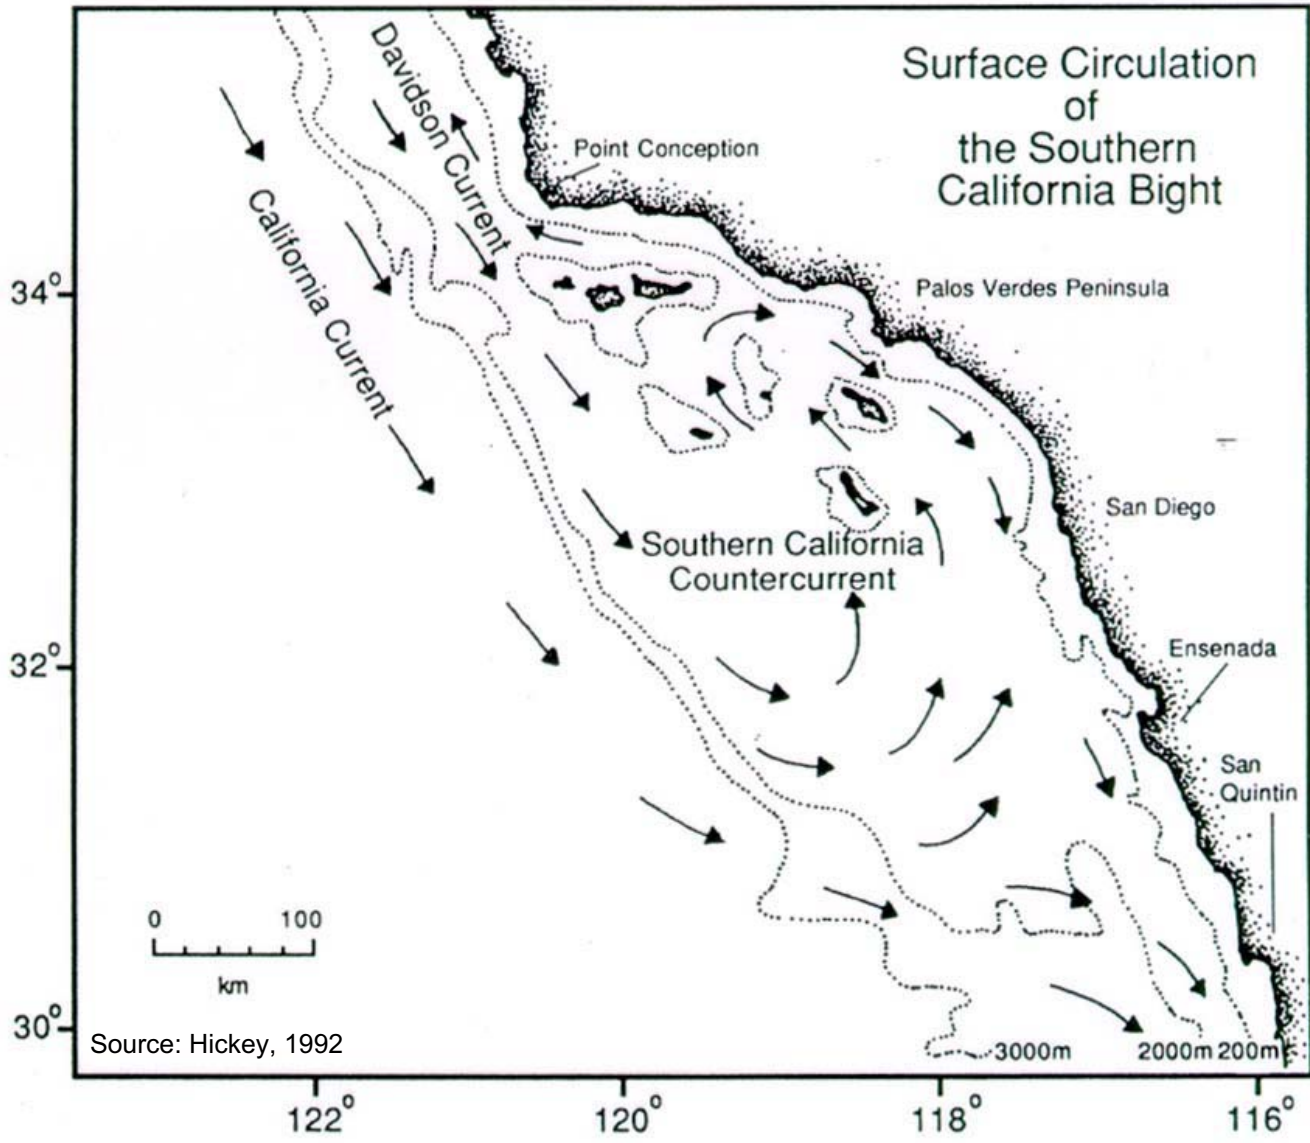 Surface Circulation
of
the Southern
California Bight
Davidson Current
Point Conception
California Current
34°
Palos Verdes Peninsula
San Diego
Southern California
Countercurrent
32°
Ensenada
San
Quintin
0 100
km
30°
Source: Hickey, 1992
3000m 2000m 200m
122° 120° 118° 116°